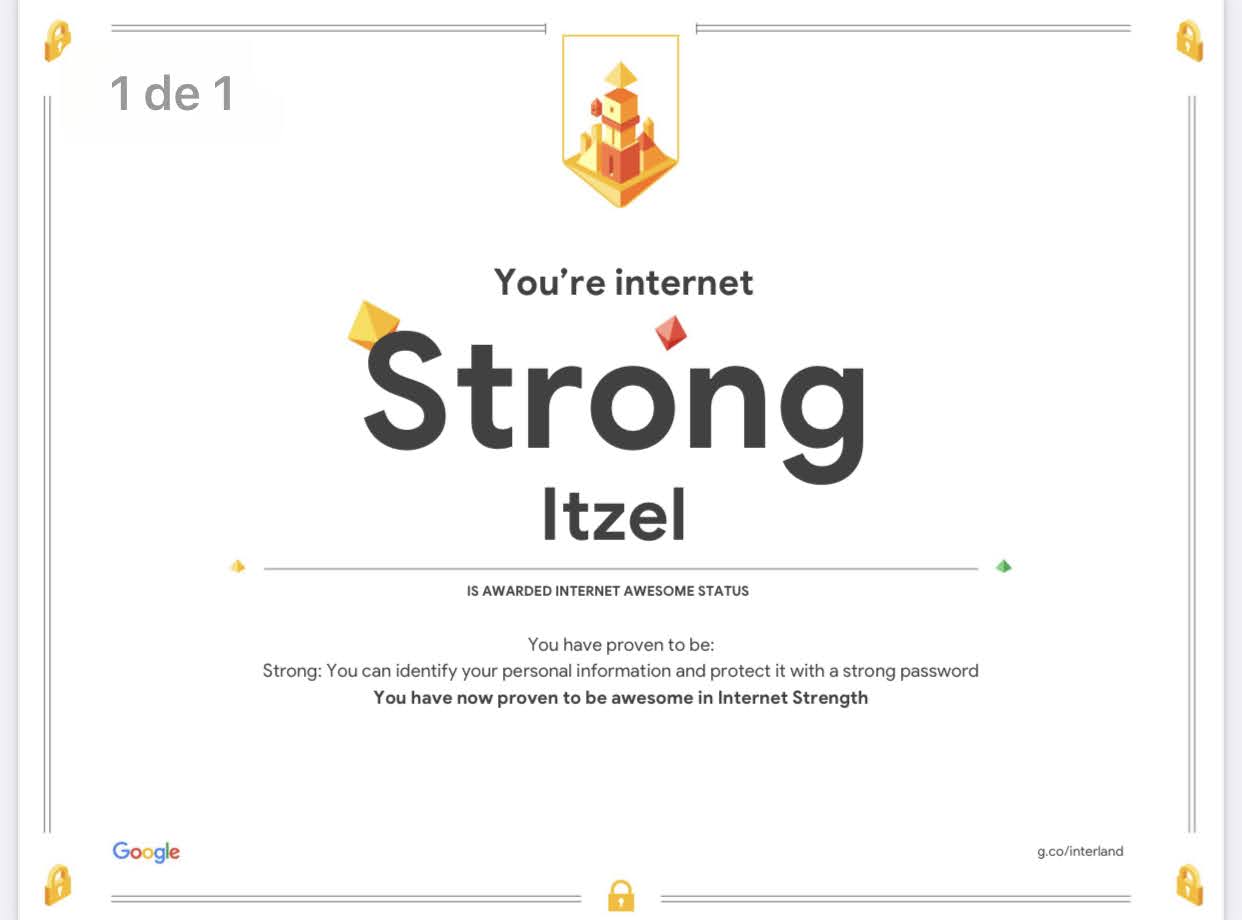 1 de 1
You’re internet
Strong
Itzel
IS AWARDED INTERNET AWESOME STATUS
You have proven to be:
Strong: You can identify your personal information and protect it with a strong password
You have now proven to be awesome in Internet Strength
Google
g.co/interland